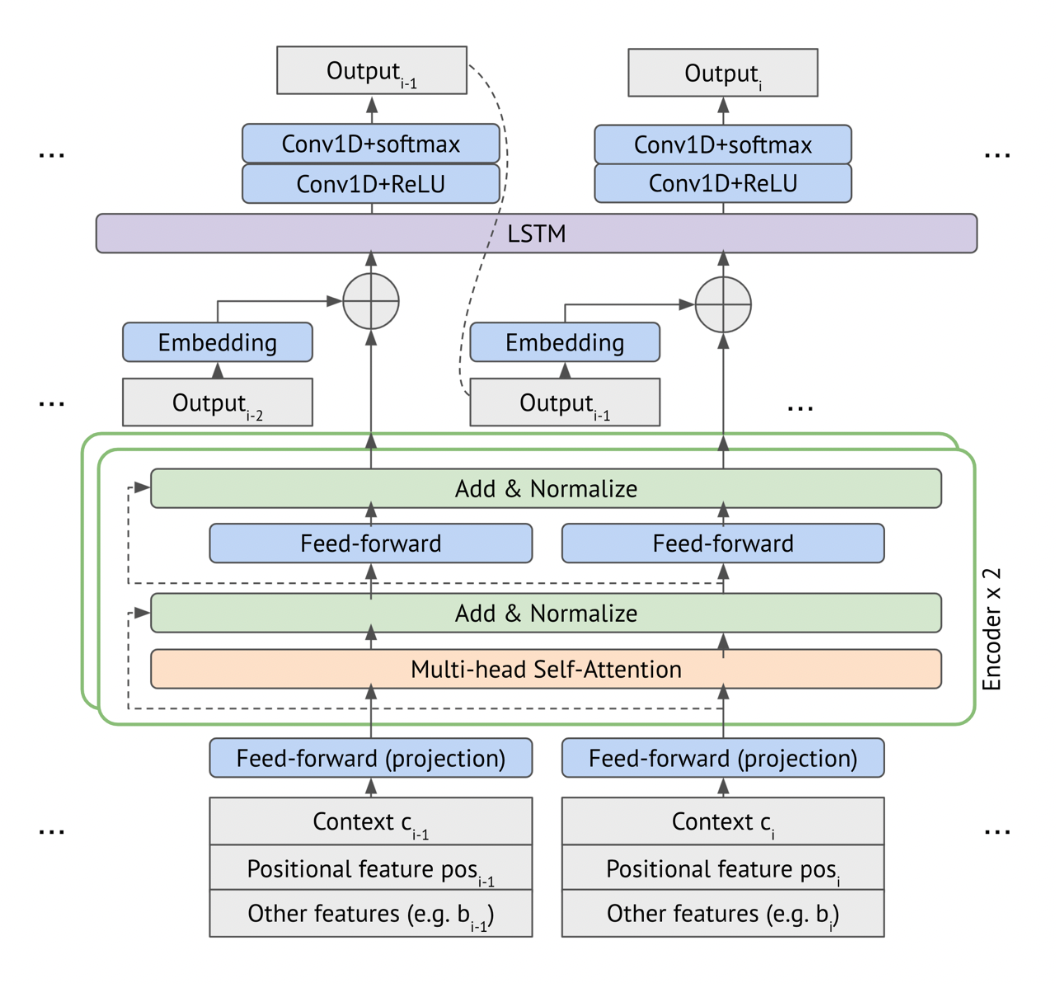 Output i-1
Output i
Conv1D+softmax
Conv1D+softmax
...
...
Conv1D+ReLU
Conv1D+ReLU
LSTM
Embedding
Embedding
...
Output i-2
Output i-1
...
Add & Normalize
Feed-forward
Feed-forward
Add & Normalize
Encoder x 2
Multi-head Self-Attention
Feed-forward (projection)
Feed-forward (projection)
...
Context c i-1
Context c i
...
Positional feature pos i-1
Positional feature pos i
Other features (e.g. b i-1)
Other features (e.g. b i)